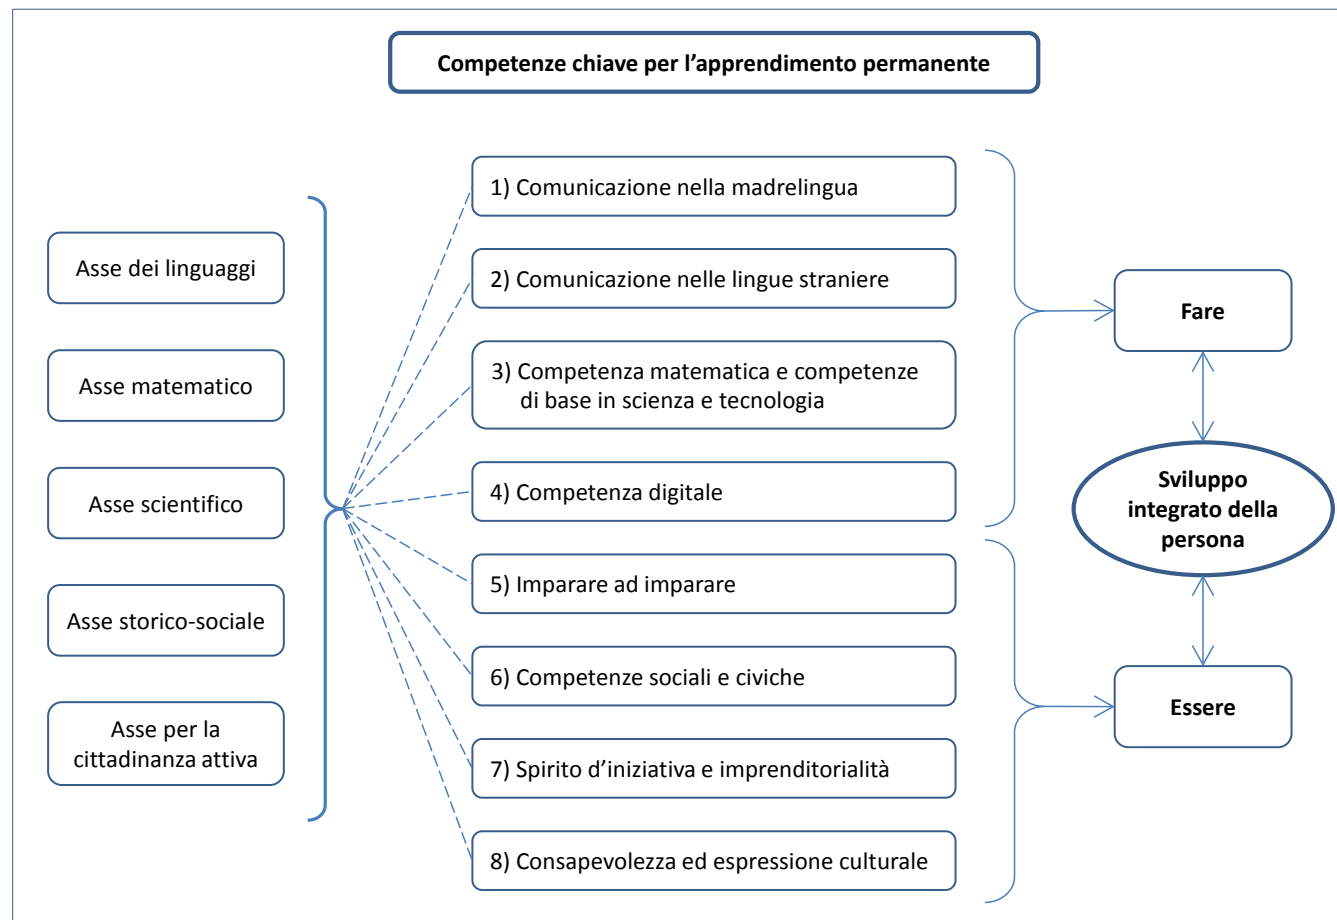 Competenze chiave per l’apprendimento permanente
Asse dei linguaggi
Asse matematico
Asse scientifico
Asse storico-sociale
Asse per la
cittadinanza attiva
1) Comunicazione nella madrelingua
2) Comunicazione nelle lingue straniere
3) Competenza matematica e competenze
di base in scienza e tecnologia
4) Competenza digitale
5) Imparare ad imparare
6) Competenze sociali e civiche
7) Spirito d’iniziativa e imprenditorialità
8) Consapevolezza ed espressione culturale
Fare
Sviluppo
integrato della
persona
Essere